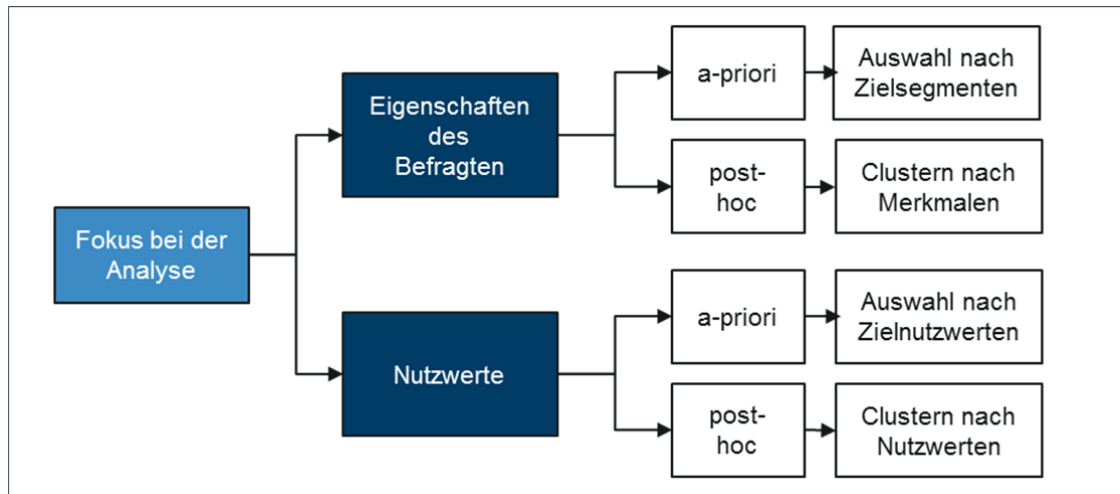 Fokus bei der
Analyse
Eigenschaften
des
Befragten
a-priori
Auswahl nach
Zielsegmenten
post-
hoc
Clustern nach
Merkmalen
Nutzwerte
a-priori
Auswahl nach
Zielnutzwerten
post-
hoc
Clustern nach
Nutzwerten